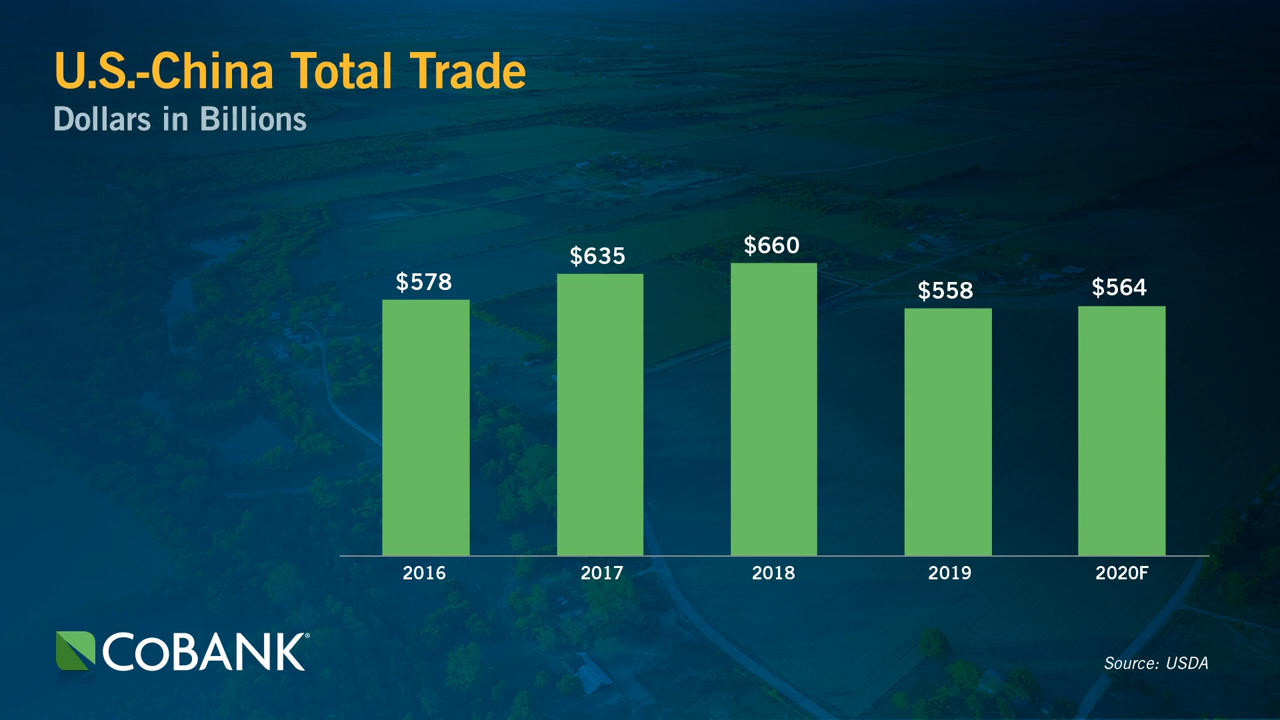 U.S.-China Total Trade
Dollars in Billions
$578
$635
$660
$558
$564
2016
2017
2018
2019
2020F
COBANK®
Source: USDA